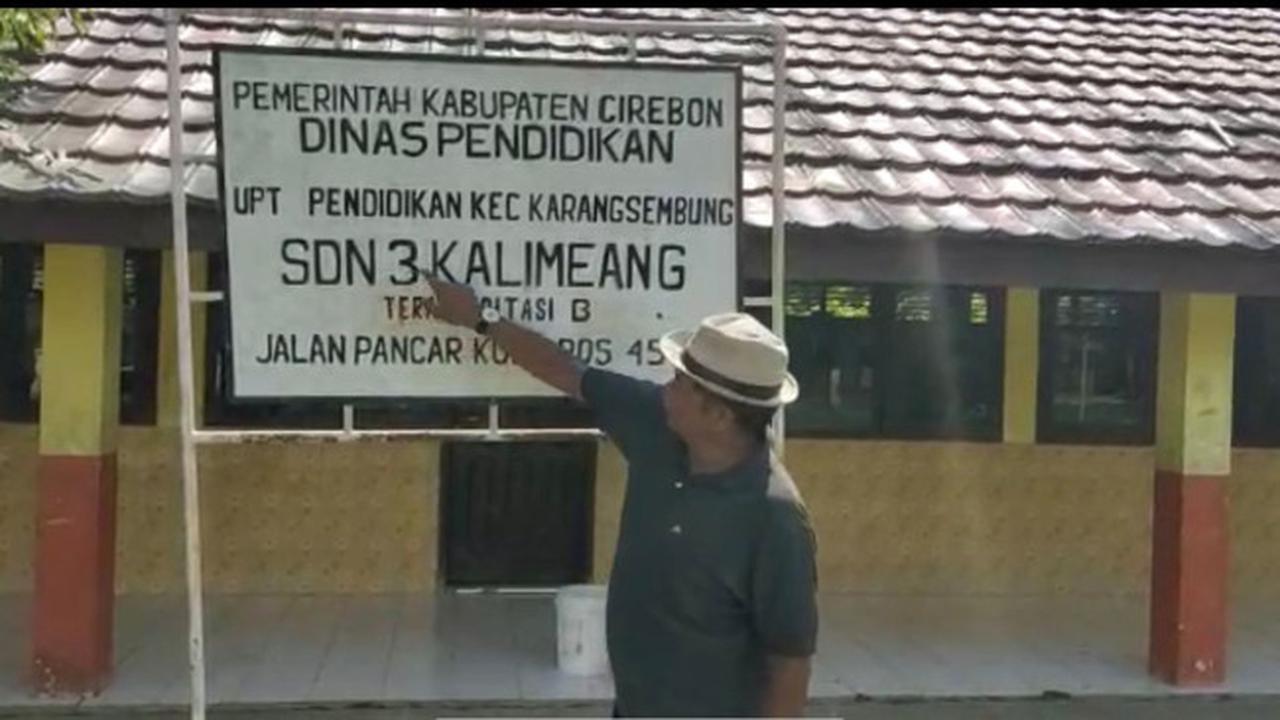 PEMERINTAH KABUPATEN CIREBON
DINAS PENDIDIKAN
UPT PENDIDIKAN KEC KARANGSEMBUNG
SDN 3 KALIMEANG
B
JALAN PANCAR